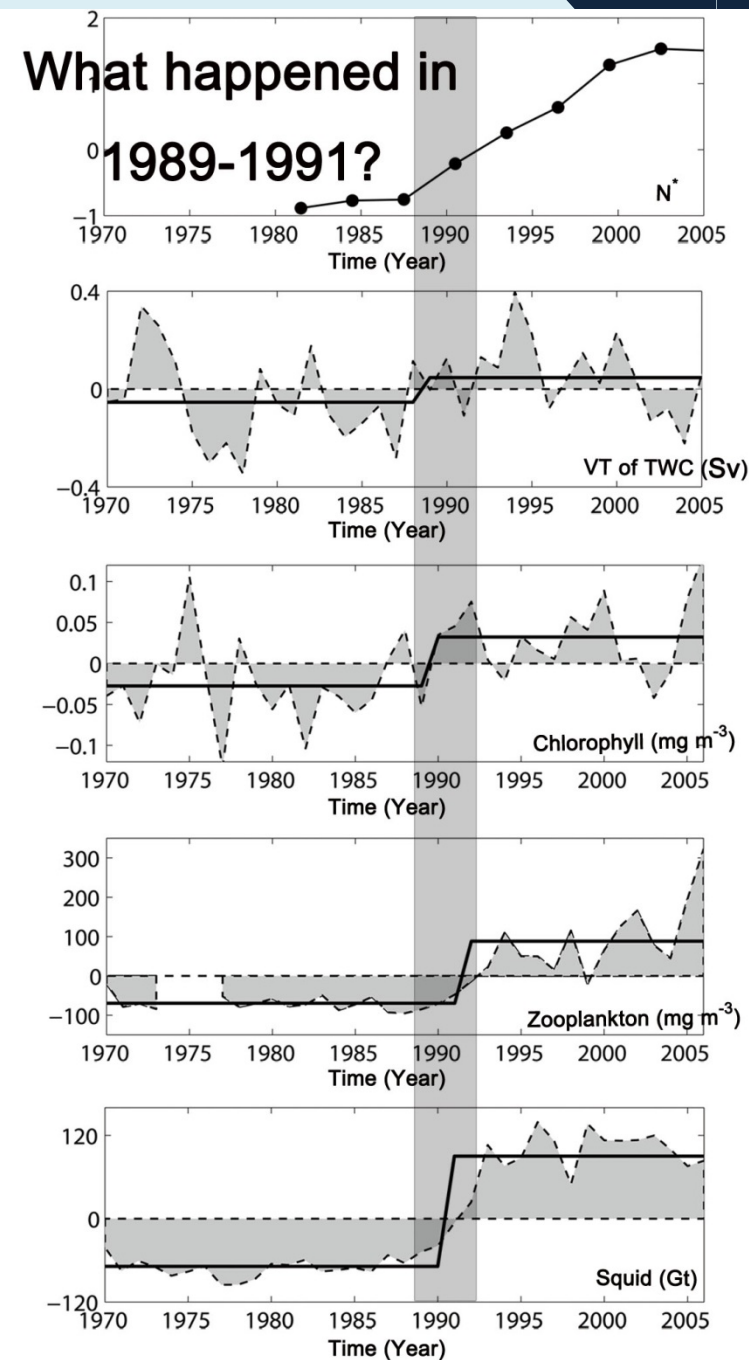 What happened in
1989-1991?
2
1
0
−1
N*
1970 1975 1980 1985 1990 1995 2000 2005
Time (Year)
0.4
0
−0.4
VT of TWC (Sv)
1970 1975 1980 1985 1990 1995 2000 2005
Time (Year)
0.1
0.05
0
−0.05
−0.1
Chlorophyll (mg m-3)
1970 1975 1980 1985 1990 1995 2000 2005
Time (Year)
300
200
100
0
−100
Zooplankton (mg m-3)
1970 1975 1980 1985 1990 1995 2000 2005
Time (Year)
120
0
−120
Squid (Gt)
1970 1975 1980 1985 1990 1995 2000 2005
Time (Year)